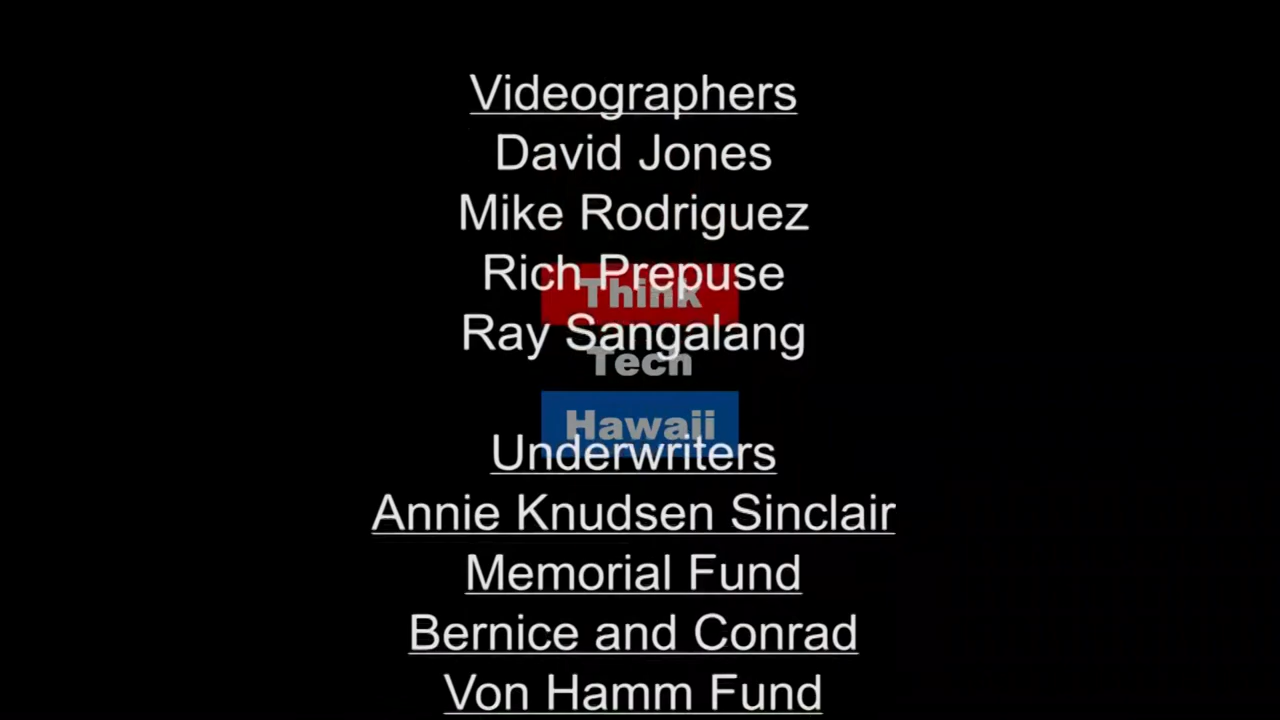 Videographers
David Jones
Mike Rodriguez
Rich Prepuse
Think
Ray Sangalang
Tech
Hawaii
Underwriters
Annie Knudsen Sinclair
Memorial Fund
Bernice and Conrad
Von Hamm Fund